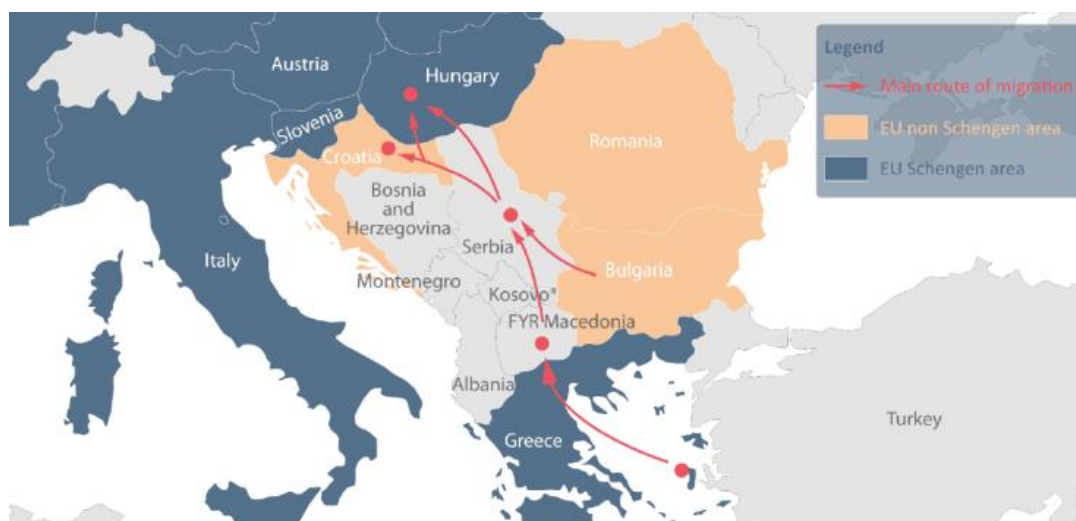 Legend
Main route of migration
EU non Schengen area
EU Schengen area
Austria
Hungary
Slovenia
Croatia
Romania
Bosnia
and
Herzegovina
Serbia
Italy
Bulgaria
Montenegro
Kosovo*
FYR Macedonia
Albania
Greece
Turkey